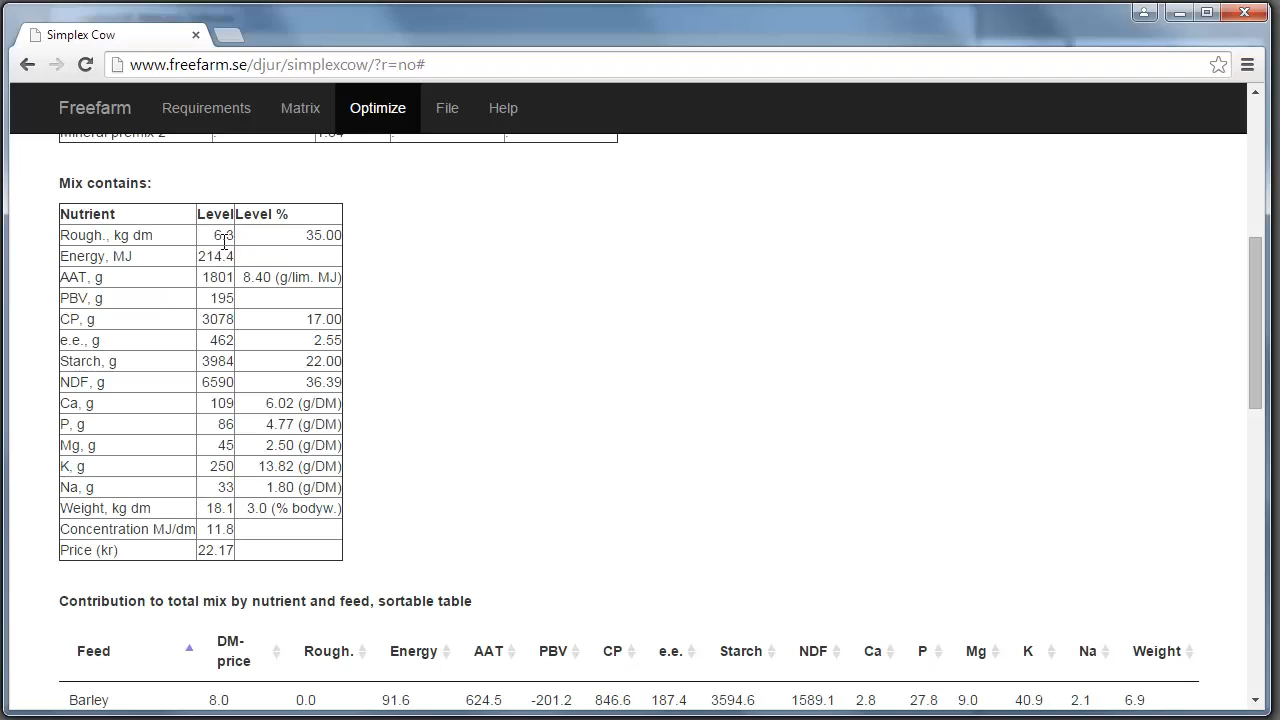 Simplex Cow
www.freefarm.se/djur/simplexcow/?r=no#
Freefarm Requirements Matrix Optimize File Help
Mineral premix 2 . 1.64 . .
Mix contains:
Nutrient Level Level %
Rough., kg dm 6.3 35.00
Energy, MJ 214.4
AAT, g 1801 8.40 (g/lim. MJ)
PBV, g 195
CP, g 3078 17.00
e.e., g 462 2.55
Starch, g 3984 22.00
NDF, g 6590 36.39
Ca, g 109 6.02 (g/DM)
P, g 86 4.77 (g/DM)
Mg, g 45 2.50 (g/DM)
K, g 250 13.82 (g/DM)
Na, g 33 1.80 (g/DM)
Weight, kg dm 18.1 3.0 (% bodyw.)
Concentration MJ/dm 11.8
Price (kr) 22.17
Contribution to total mix by nutrient and feed, sortable table
Feed DM-price Rough. Energy AAT PBV CP e.e. Starch NDF Ca P Mg K Na Weight
Barley 8.0 0.0 91.6 624.5 -201.2 846.6 187.4 3594.6 1589.1 2.8 27.8 9.0 40.9 2.1 6.9